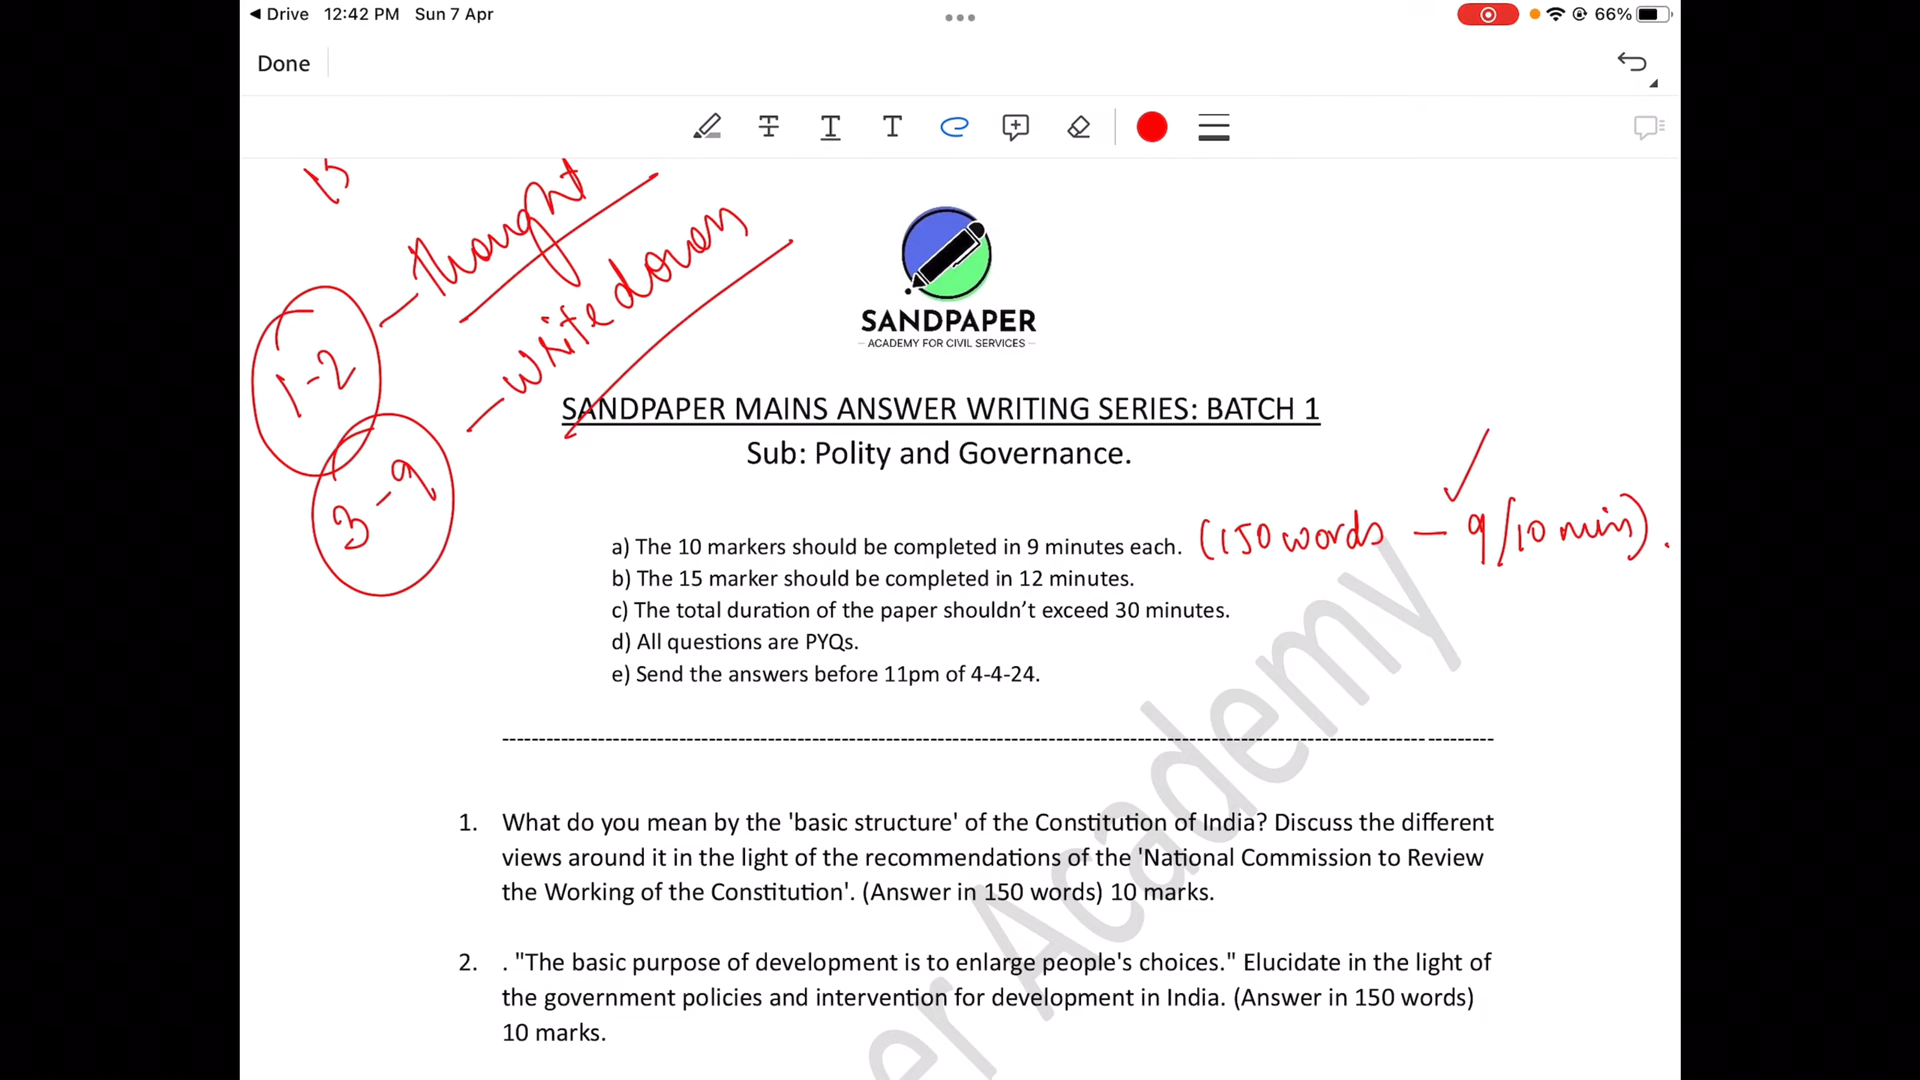 Drive 12:42 PM Sun 7 Apr
66%
Done
15
thought
write down
1-2
3-9
SANDPAPER
ACADEMY FOR CIVIL SERVICES
SANDPAPER MAINS ANSWER WRITING SERIES: BATCH 1
Sub: Polity and Governance.
a) The 10 markers should be completed in 9 minutes each. (150 words - 9/10 min).
b) The 15 marker should be completed in 12 minutes.
c) The total duration of the paper shouldn't exceed 30 minutes.
d) All questions are PYQs.
e) Send the answers before 11pm of 4-4-24.
1. What do you mean by the 'basic structure' of the Constitution of India? Discuss the different
views around it in the light of the recommendations of the 'National Commission to Review
the Working of the Constitution'. (Answer in 150 words) 10 marks.
2. . "The basic purpose of development is to enlarge people's choices." Elucidate in the light of
the government policies and intervention for development in India. (Answer in 150 words)
10 marks.
er Academy